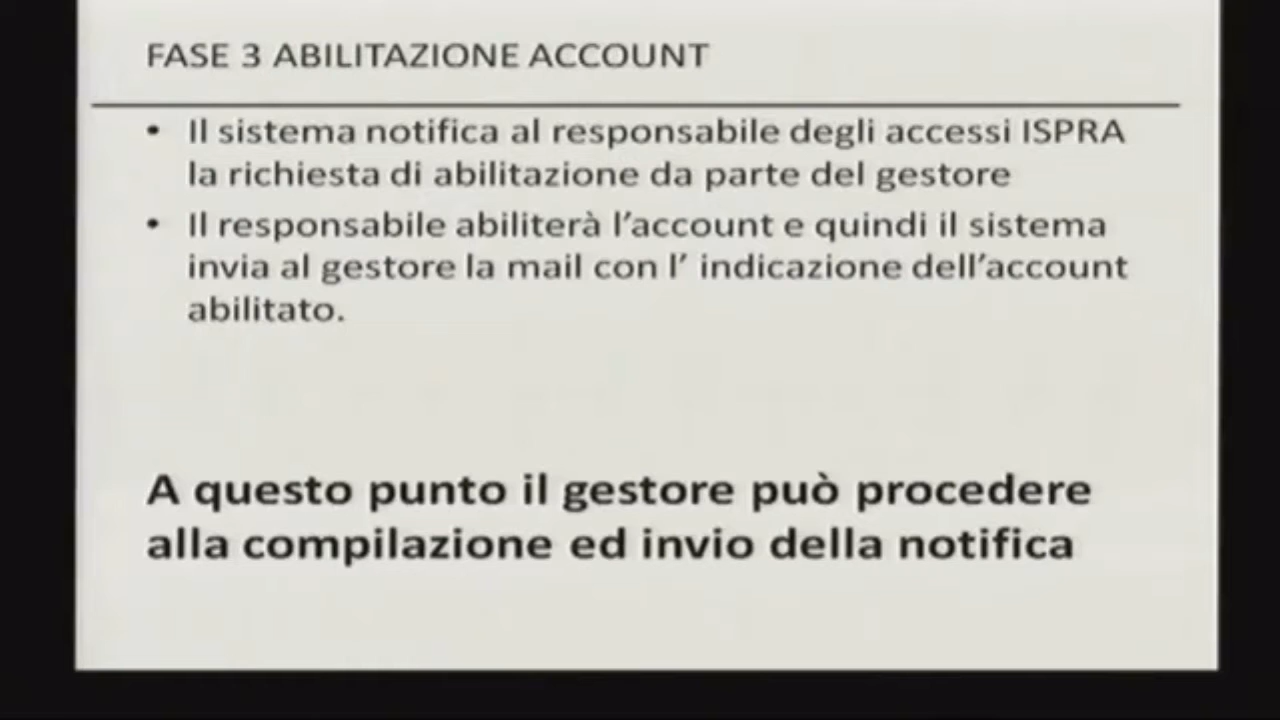 FASE 3 ABILITAZIONE ACCOUNT
• Il sistema notifica al responsabile degli accessi ISPRA
la richiesta di abilitazione da parte del gestore
• Il responsabile abiliterà l’account e quindi il sistema
invia al gestore la mail con l’ indicazione dell’account
abilitato.
A questo punto il gestore può procedere
alla compilazione ed invio della notifica